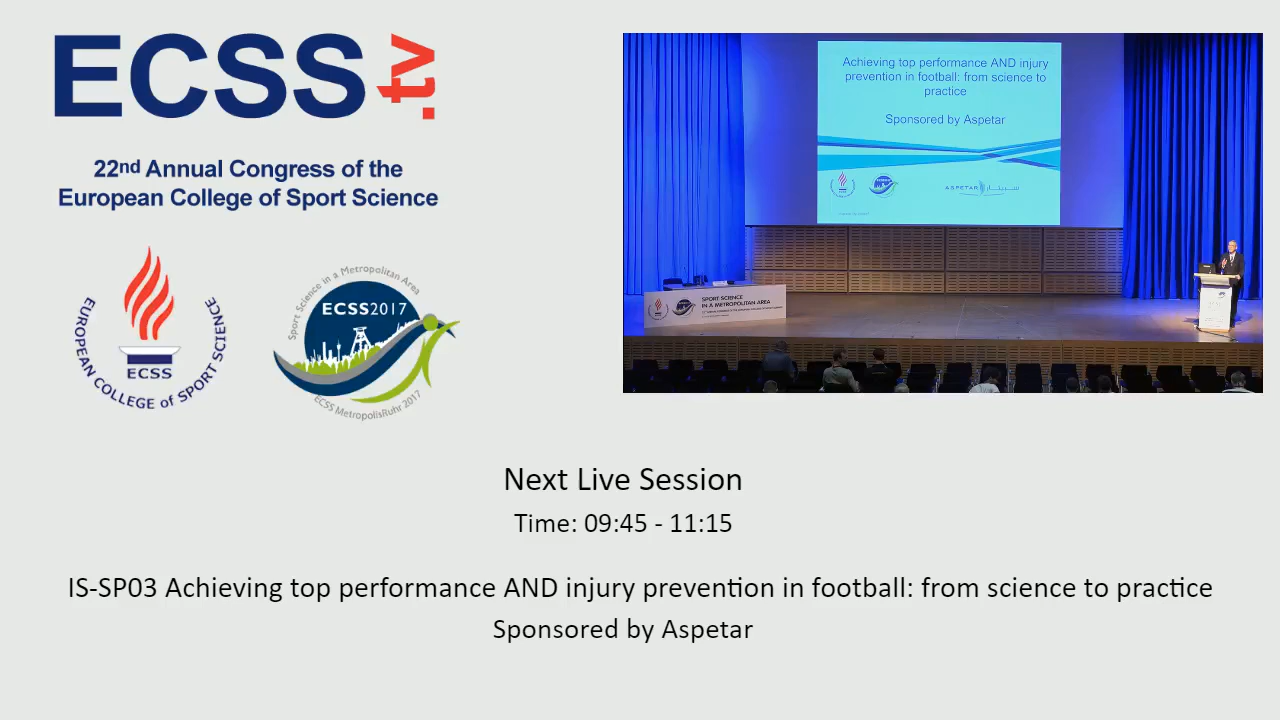 ECSS.tv
22nd Annual Congress of the
European College of Sport Science
EUROPEAN COLLEGE of SPORT SCIENCE
ECSS
Sport Science in a Metropolitan Area
ECSS2017
ECSS MetropolisRuhr 2017
Achieving top performance AND injury
prevention in football: from science to
practice
Sponsored by Aspetar
ASPETAR
SPORT SCIENCE
IN A METROPOLITAN AREA
Next Live Session
Time: 09:45 - 11:15
IS-SP03 Achieving top performance AND injury prevention in football: from science to practice
Sponsored by Aspetar